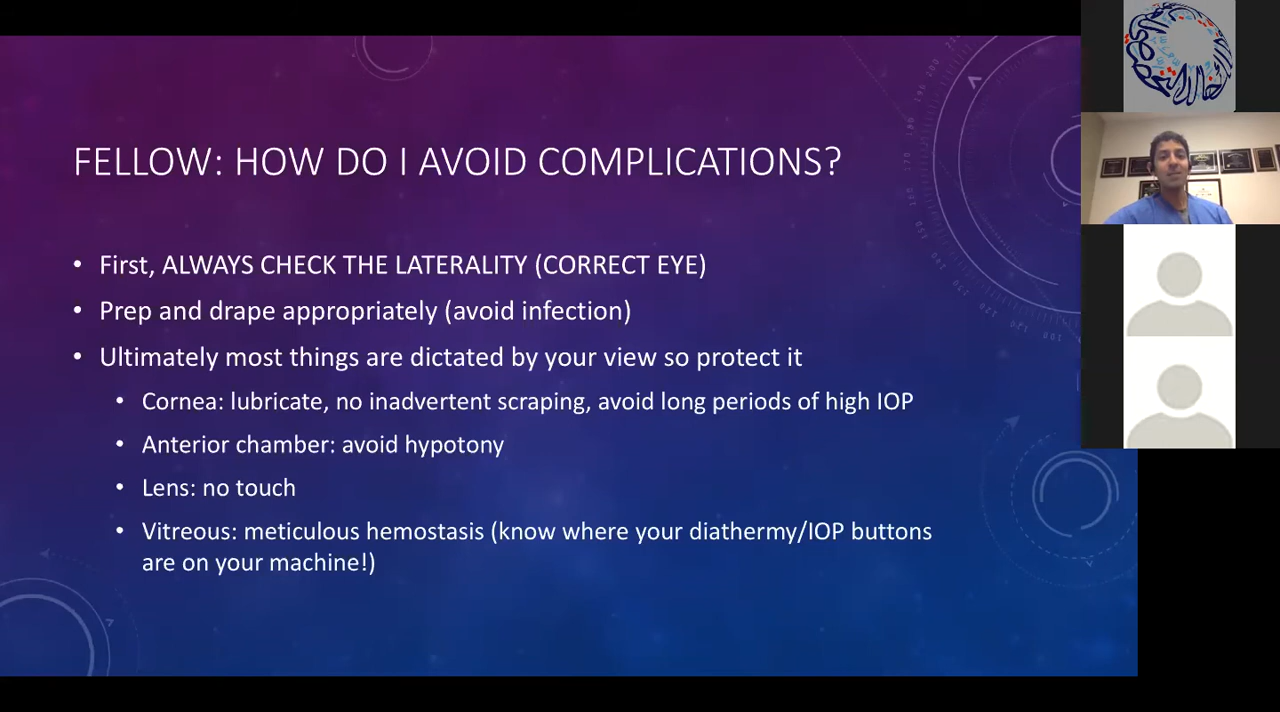 FELLOW: HOW DO I AVOID COMPLICATIONS?
• First, ALWAYS CHECK THE LATERALITY (CORRECT EYE)
• Prep and drape appropriately (avoid infection)
• Ultimately most things are dictated by your view so protect it
• Cornea: lubricate, no inadvertent scraping, avoid long periods of high IOP
• Anterior chamber: avoid hypotony
• Lens: no touch
• Vitreous: meticulous hemostasis (know where your diathermy/IOP buttons
are on your machine!)